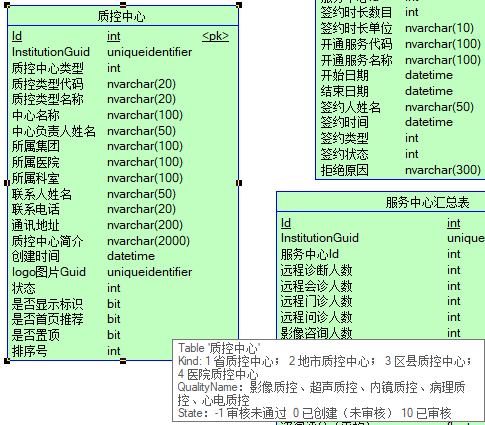 质控中心
Id int <pk>
InstitutionGuid uniqueidentifier
质控中心类型 int
质控类型代码 nvarchar(20)
质控类型名称 nvarchar(20)
中心名称 nvarchar(100)
中心负责人姓名 nvarchar(50)
所属集团 nvarchar(100)
所属医院 nvarchar(100)
所属科室 nvarchar(100)
联系人姓名 nvarchar(50)
联系电话 nvarchar(20)
通讯地址 nvarchar(200)
质控中心简介 nvarchar(2000)
创建时间 datetime
logo图片Guid uniqueidentifier
状态 int
是否显示标识 bit
是否首页推荐 bit
是否置顶 bit
排序号 int
签约时长数目 int
签约时长单位 nvarchar(10)
开通服务代码 nvarchar(100)
开通服务名称 nvarchar(100)
开始日期 datetime
结束日期 datetime
签约人姓名 nvarchar(50)
签约时间 datetime
签约类型 int
签约状态 int
拒绝原因 nvarchar(300)
服务中心汇总表
Id int
InstitutionGuid unique
服务中心Id int
远程诊断人数 int
远程会诊人数 int
远程门诊人数 int
远程问诊人数 int
影像咨询人数 int
Table '质控中心'
Kind: 1 省质控中心； 2 地市质控中心； 3 区县质控中心；
4 医院质控中心
QualityName：影像质控、超声质控、内镜质控、病理质
控、心电质控
State：-1 审核未通过 0 已创建（未审核） 10 已审核